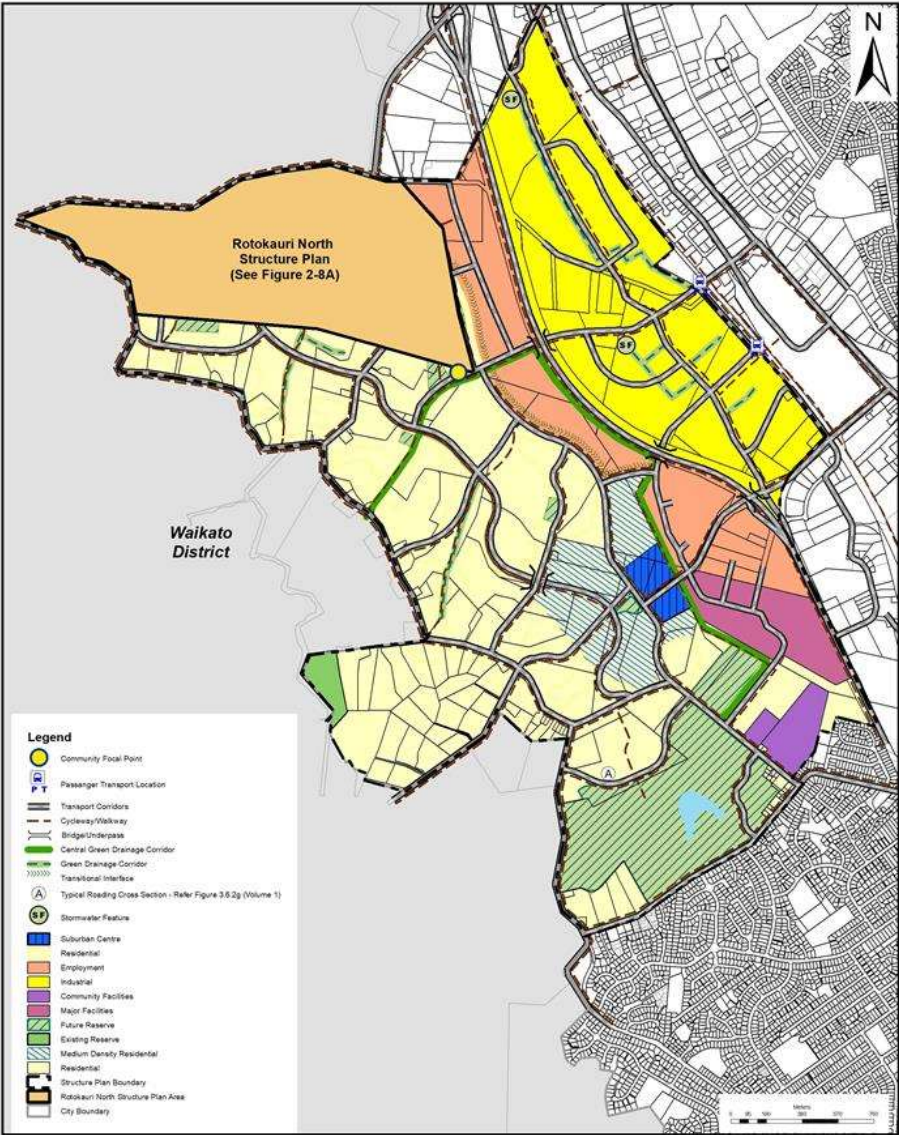 N
SF
Rotokauri North
Structure Plan
(See Figure 2-8A)
SF
Waikato
District
A
Legend
Community Focal Point
P T
Passenger Transport Location
Transport Corridors
Cycleway/Walkway
Bridge/Underpass
Central Green Drainage Corridor
Green Drainage Corridor
Transitional Interface
A Typical Roading Cross Section - Refer Figure 3.6.2g (Volume 1)
SF Stormwater Feature
Suburban Centre
Residential
Employment
Industrial
Community Facilities
Major Facilities
Future Reserve
Existing Reserve
Medium Density Residential
Residential
Structure Plan Boundary
Rotokauri North Structure Plan Area
City Boundary
Meters